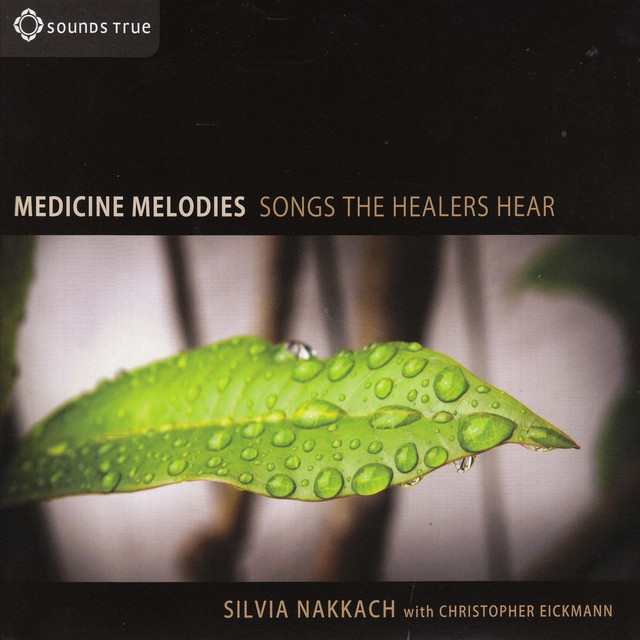 sounds true
MEDICINE MELODIES SONGS THE HEALERS HEAR
SILVIA NAKKACH with CHRISTOPHER EICKMANN